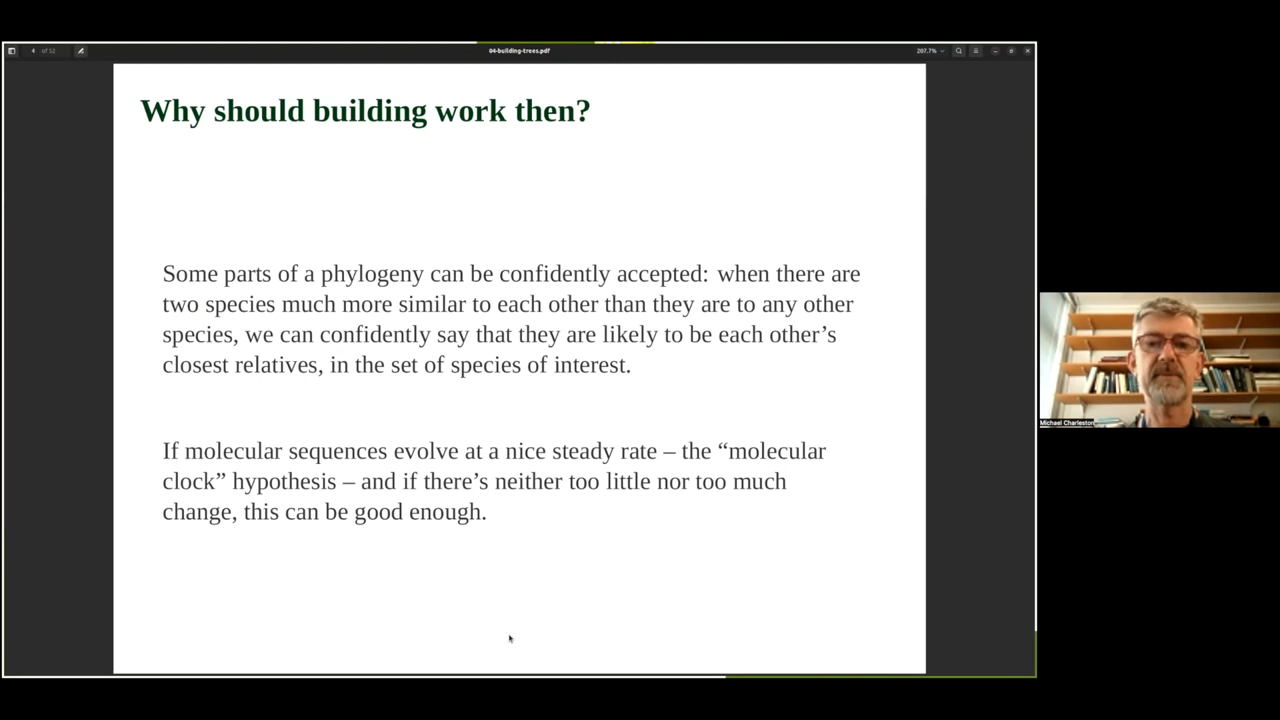 4 of 52
04-building-trees.pdf
207.7%
Why should building work then?
Some parts of a phylogeny can be confidently accepted: when there are
two species much more similar to each other than they are to any other
species, we can confidently say that they are likely to be each other’s
closest relatives, in the set of species of interest.
If molecular sequences evolve at a nice steady rate – the “molecular
clock” hypothesis – and if there’s neither too little nor too much
change, this can be good enough.
Michael Charleston